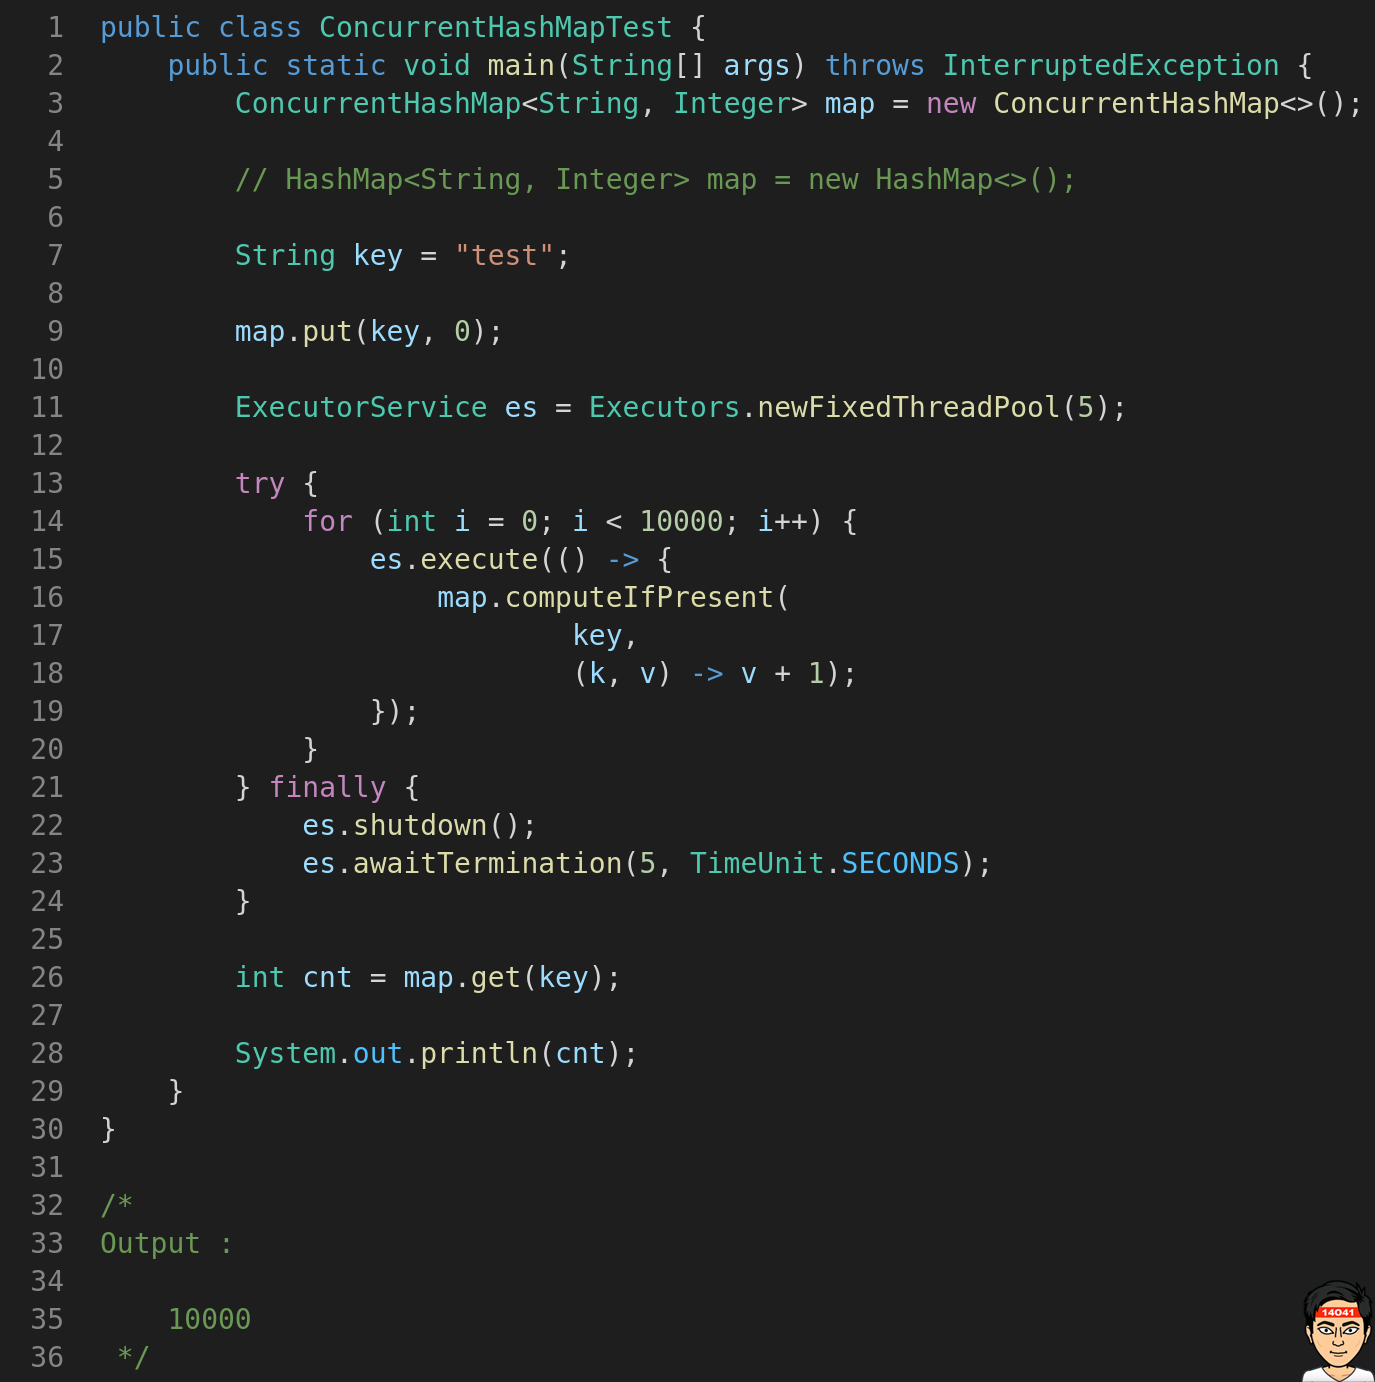 1 public class ConcurrentHashMapTest {
2     public static void main(String[] args) throws InterruptedException {
3         ConcurrentHashMap<String, Integer> map = new ConcurrentHashMap<>();
4
5         // HashMap<String, Integer> map = new HashMap<>();
6
7         String key = "test";
8
9         map.put(key, 0);
10
11         ExecutorService es = Executors.newFixedThreadPool(5);
12
13         try {
14             for (int i = 0; i < 10000; i++) {
15                 es.execute(() -> {
16                     map.computeIfPresent(
17                             key,
18                             (k, v) -> v + 1);
19                 });
20             }
21         } finally {
22             es.shutdown();
23             es.awaitTermination(5, TimeUnit.SECONDS);
24         }
25
26         int cnt = map.get(key);
27
28         System.out.println(cnt);
29     }
30 }
31
32 /*
33 Output :
34
35     10000
36  */
14041